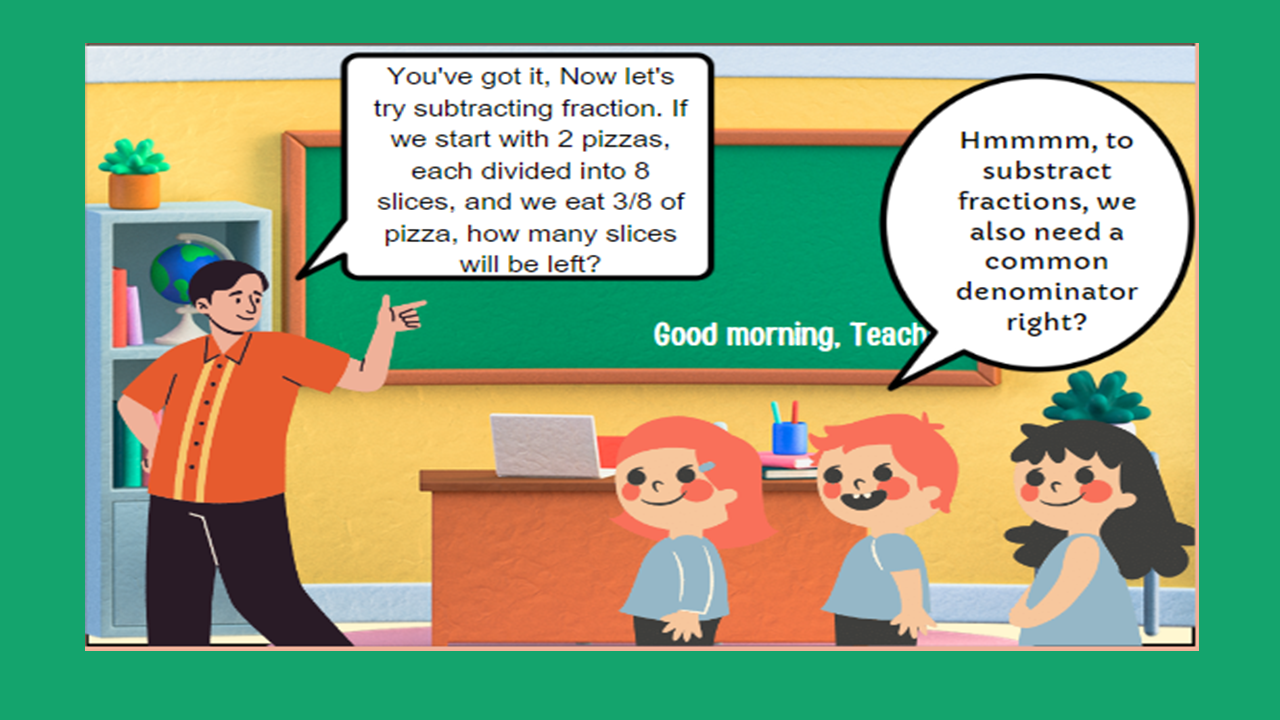 You've got it, Now let's
try subtracting fraction. If
we start with 2 pizzas,
each divided into 8
slices, and we eat 3/8 of
pizza, how many slices
will be left?
Hmmmm, to
substract
fractions, we
also need a
common
denominator
right?
Good morning, Teach